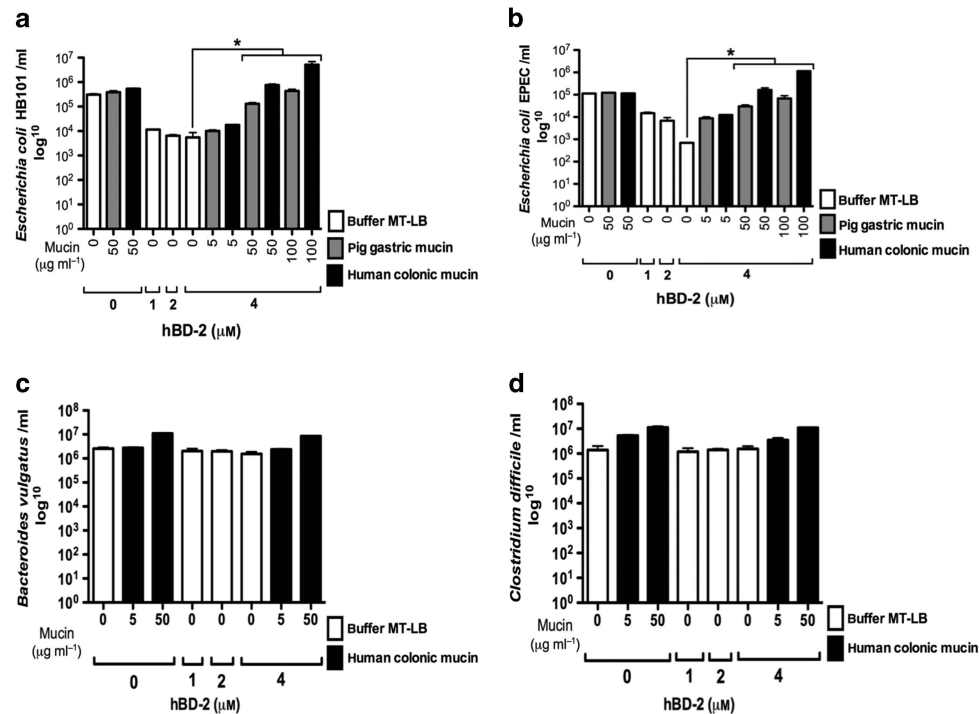 a
Escherichia coli HB101 /ml
log10
10^7
10^6
10^5
10^4
10^3
10^2
10^1
10^0
*
Mucin
(μg ml–1)
0 50 50 0 0 0 5 5 50 50 100 100
0 1 2 4
hBD-2 (μM)
Buffer MT-LB
Pig gastric mucin
Human colonic mucin
b
Escherichia coli EPEC /ml
log10
10^7
10^6
10^5
10^4
10^3
10^2
10^1
10^0
*
Mucin
(μg ml–1)
0 50 50 0 0 0 5 5 50 50 100 100
0 1 2 4
hBD-2 (μM)
Buffer MT-LB
Pig gastric mucin
Human colonic mucin
c
Bacteroides vulgatus /ml
log10
10^8
10^7
10^6
10^5
10^4
10^3
10^2
10^1
10^0
Mucin
(μg ml–1)
0 5 50 0 0 0 5 50
0 1 2 4
hBD-2 (μM)
Buffer MT-LB
Human colonic mucin
d
Clostridium difficile /ml
log10
10^8
10^7
10^6
10^5
10^4
10^3
10^2
10^1
10^0
Mucin
(μg ml–1)
0 5 50 0 0 0 5 50
0 1 2 4
hBD-2 (μM)
Buffer MT-LB
Human colonic mucin